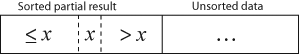 Sorted partial result Unsorted data
≤ x x > x ...